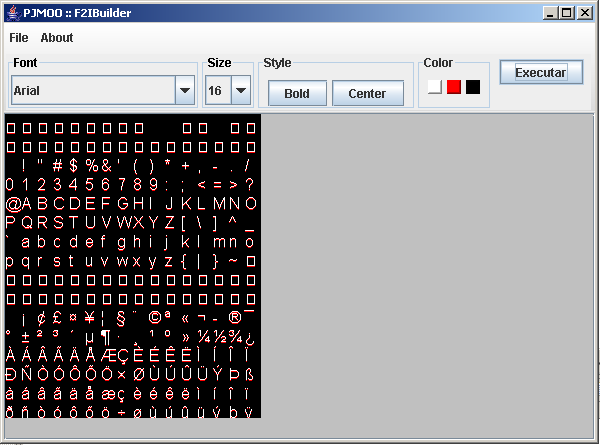 PJMOO :: F2IBuilder
File About
Font Size Style Color
Arial 16 Bold Center Executar
! " # $ % & ' ( ) * + , - . /
0 1 2 3 4 5 6 7 8 9 : ; < = > ?
@ A B C D E F G H I J K L M N O
P Q R S T U V W X Y Z [ \ ] ^ _
` a b c d e f g h i j k l m n o
p q r s t u v w x y z { | } ~
¡ ¢ £ ¤ ¥ ¦ § ¨ © ª « ¬ - ® ¯
° ± ² ³ ´ µ ¶ · ¸ ¹ º » ¼ ½ ¾ ¿
À Á Â Ã Ä Å Æ Ç È É Ê Ë Ì Í Î Ï
Ð Ñ Ò Ó Ô Õ Ö × Ø Ù Ú Û Ü Ý Þ ß
à á â ã ä å æ ç è é ê ë ì í î ï
ð ñ ò ó ô õ ö ÷ ø ù ú û ü ý þ ÿ